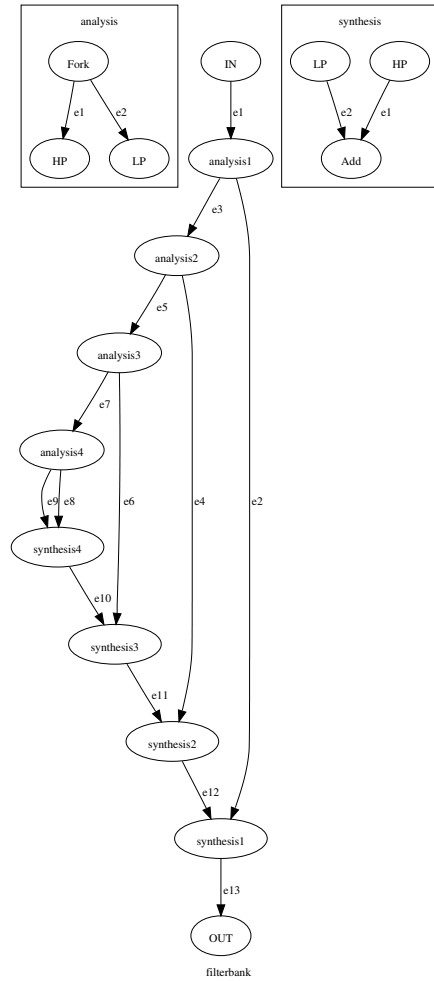 analysis
synthesis
Fork
IN
LP
HP
e1
e2
e1
e2
e1
HP
LP
analysis1
Add
e3
analysis2
e5
analysis3
e7
analysis4
e9
e8
e6
e4
e2
synthesis4
e10
synthesis3
e11
synthesis2
e12
synthesis1
e13
OUT
filterbank